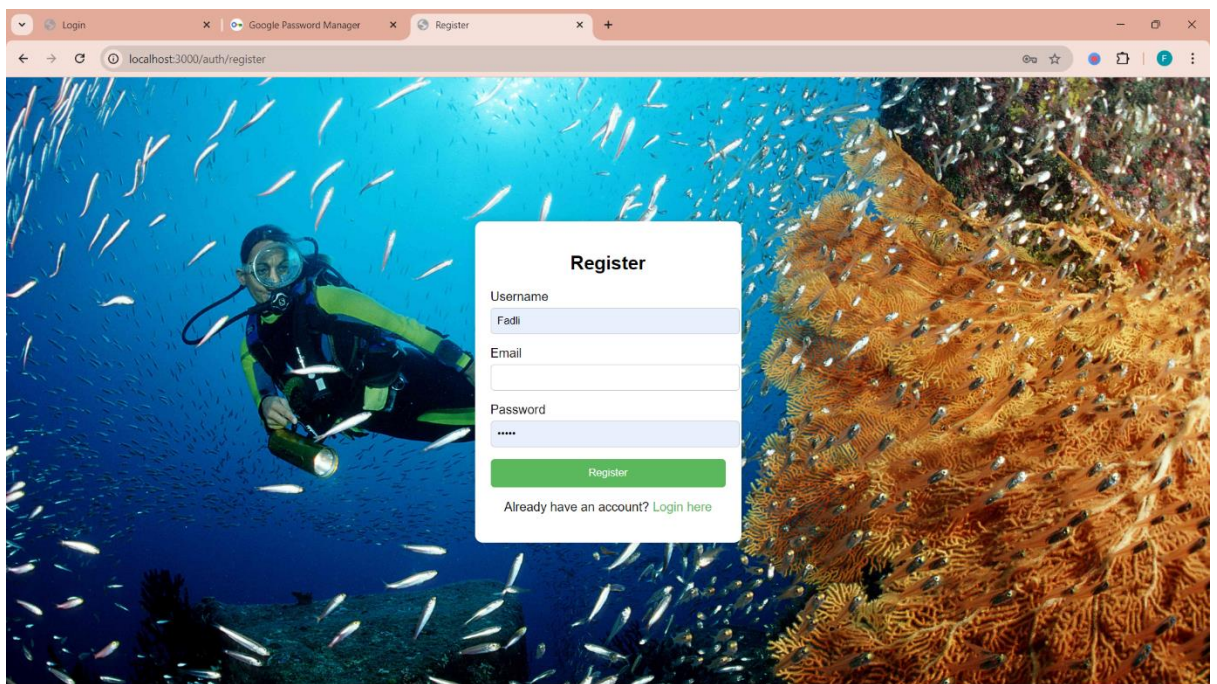 Login
Google Password Manager
Register
localhost:3000/auth/register
F
Register
Username
Fadli
Email
Password
•••••
Register
Already have an account? Login here